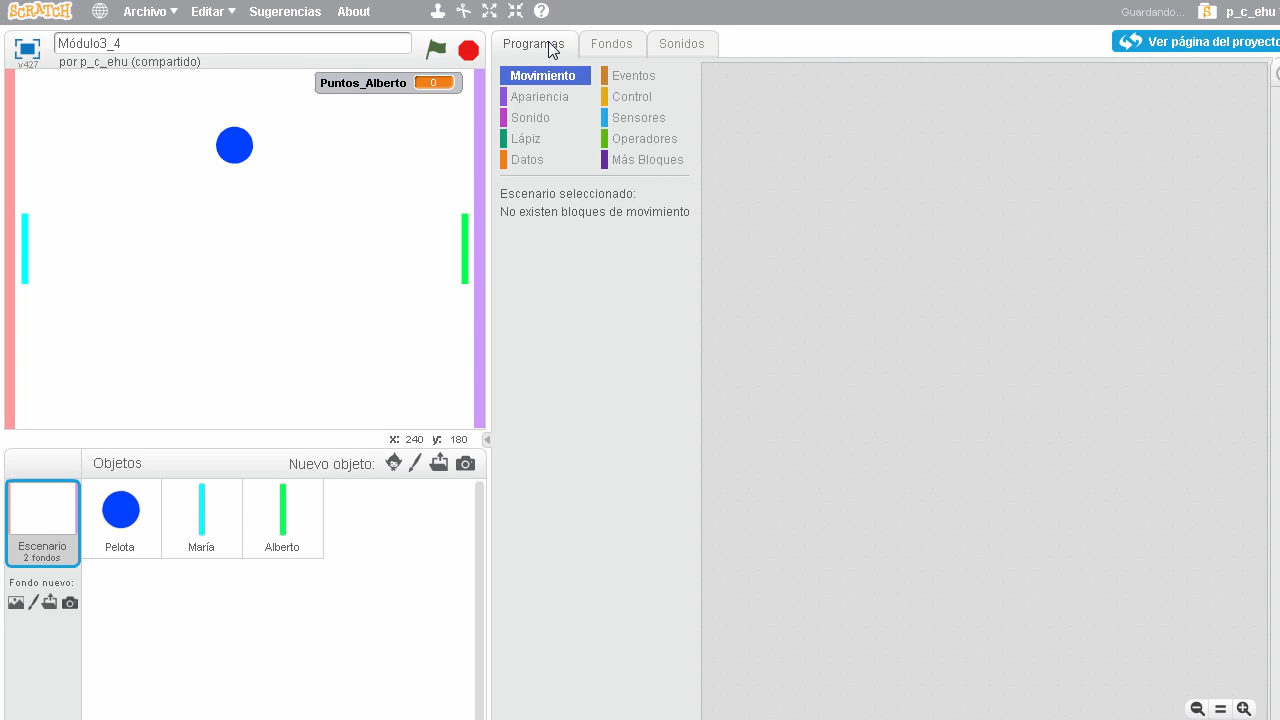 SCRATCH Archivo Editar Sugerencias About Guardando... p_c_ehu
Módulo3_4
por p_c_ehu (compartido)
v427
Programas Fondos Sonidos
Ver página del proyecto
Puntos_Alberto 0
Movimiento Eventos
Apariencia Control
Sonido Sensores
Lápiz Operadores
Datos Más Bloques
Escenario seleccionado:
No existen bloques de movimiento
x: 240 y: 180
Objetos Nuevo objeto:
Escenario
2 fondos
Pelota María Alberto
Fondo nuevo: